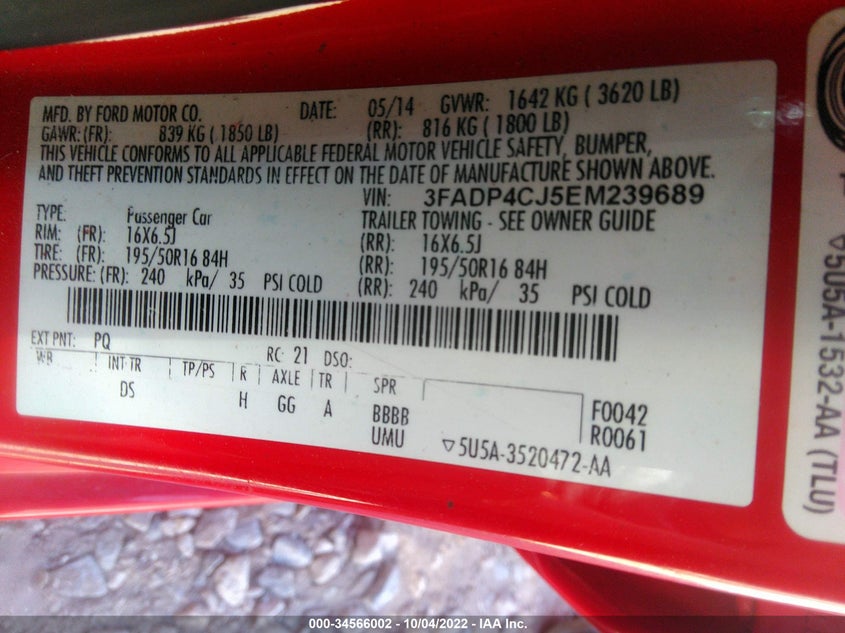 MFD. BY FORD MOTOR CO. DATE: 05/14 GVWR: 1642 KG ( 3620 LB)
GAWR: (FR): 839 KG ( 1850 LB) (RR): 816 KG ( 1800 LB)
THIS VEHICLE CONFORMS TO ALL APPLICABLE FEDERAL MOTOR VEHICLE SAFETY, BUMPER,
AND THEFT PREVENTION STANDARDS IN EFFECT ON THE DATE OF MANUFACTURE SHOWN ABOVE.
VIN: 3FADP4CJ5EM239689
TYPE: Passenger Car TRAILER TOWING - SEE OWNER GUIDE
RIM: (FR): 16X6.5J (RR): 16X6.5J
TIRE: (FR): 195/50R16 84H (RR): 195/50R16 84H
PRESSURE: (FR): 240 kPa/ 35 PSI COLD (RR): 240 kPa/ 35 PSI COLD
EXT PNT: PQ RC: 21 DSO:
WB INT TR TP/PS R AXLE TR SPR
DS H GG A BBBB F0042
UMU R0061
▽5U5A-3520472-AA
▽5U5A-1532-AA (TLU)
000-34566002 - 10/04/2022 - IAA Inc.